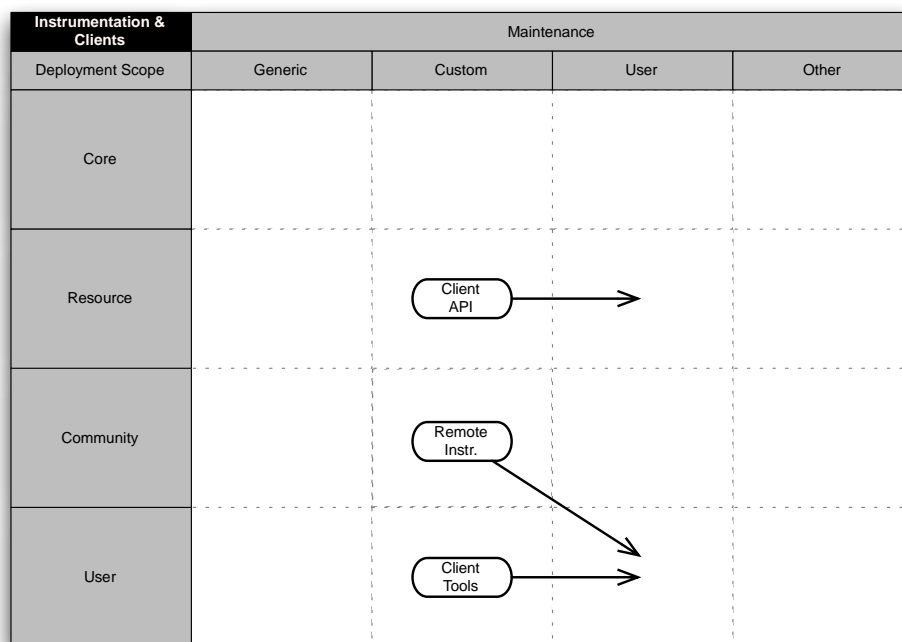 Instrumentation &
Clients
Maintenance
Deployment Scope
Generic
Custom
User
Other
Core
Resource
Client
API
Community
Remote
Instr.
User
Client
Tools